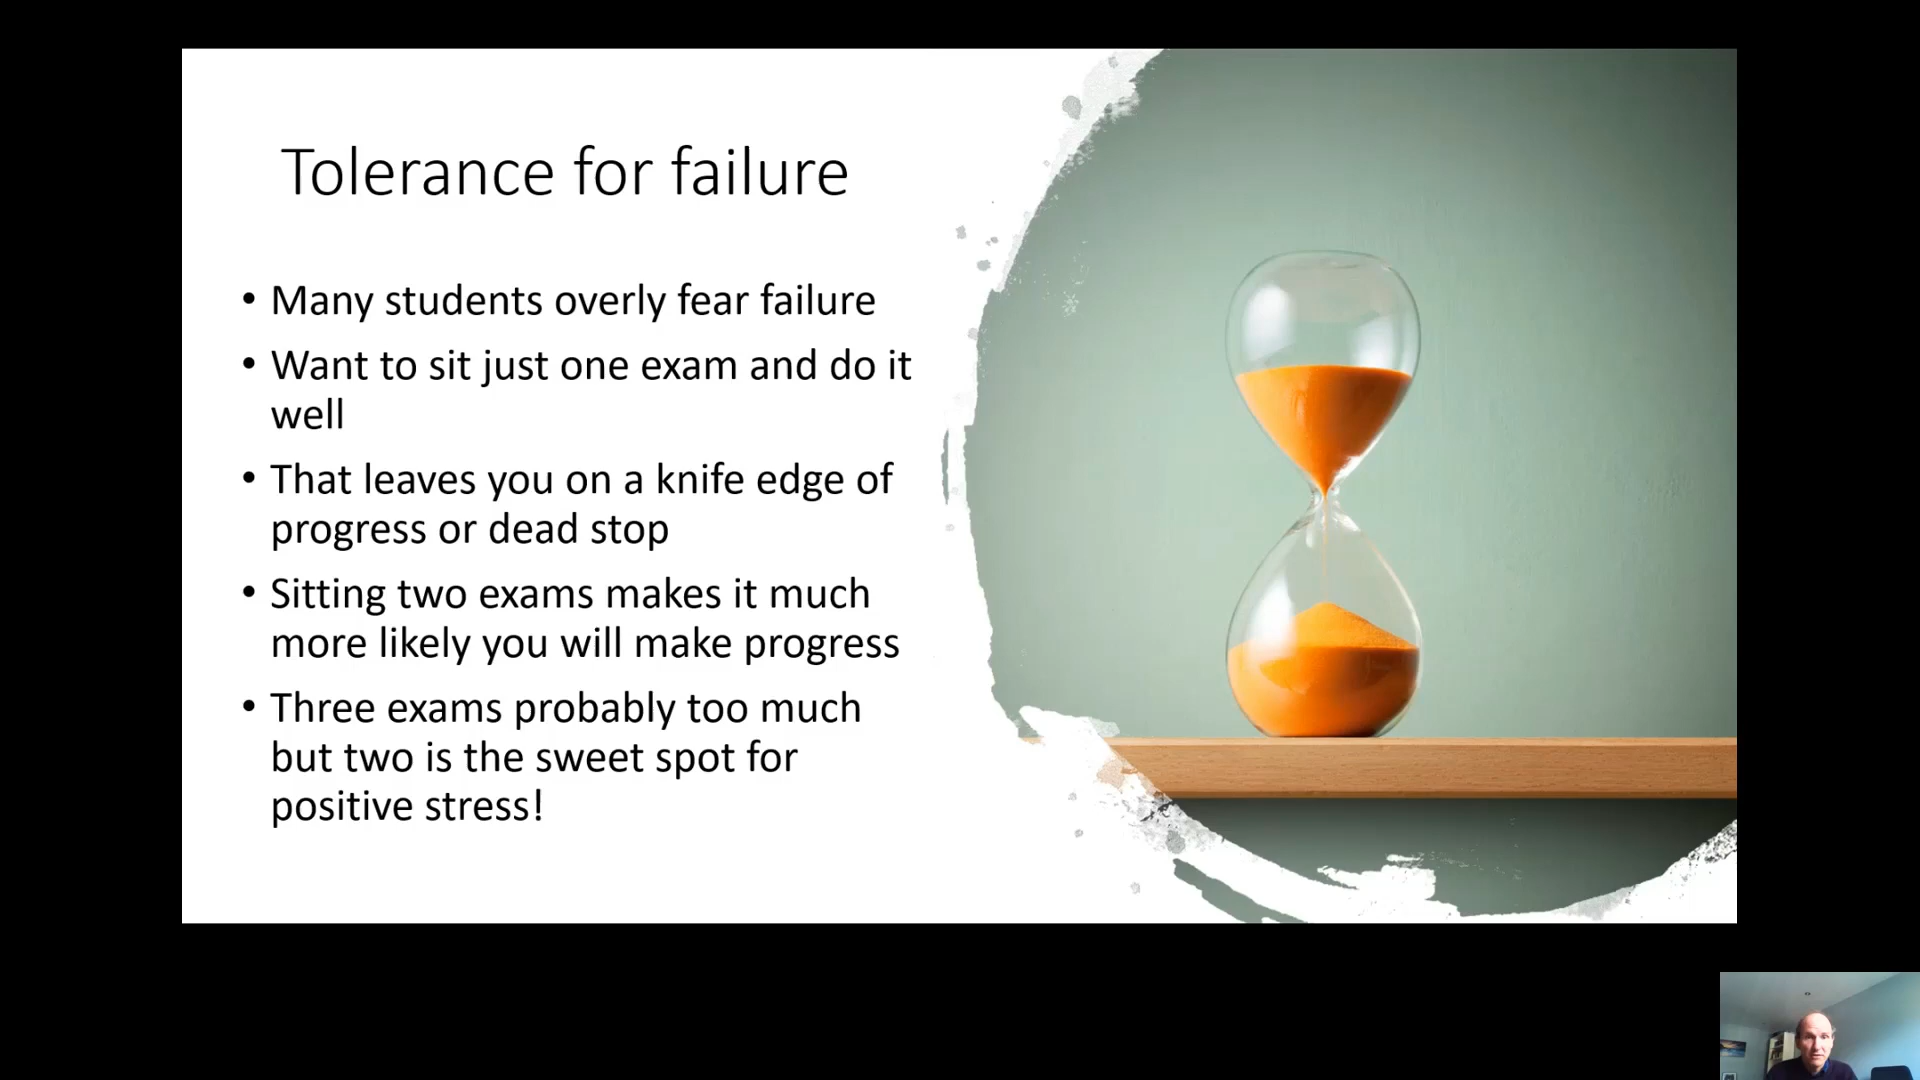 Tolerance for failure
• Many students overly fear failure
• Want to sit just one exam and do it
well
• That leaves you on a knife edge of
progress or dead stop
• Sitting two exams makes it much
more likely you will make progress
• Three exams probably too much
but two is the sweet spot for
positive stress!